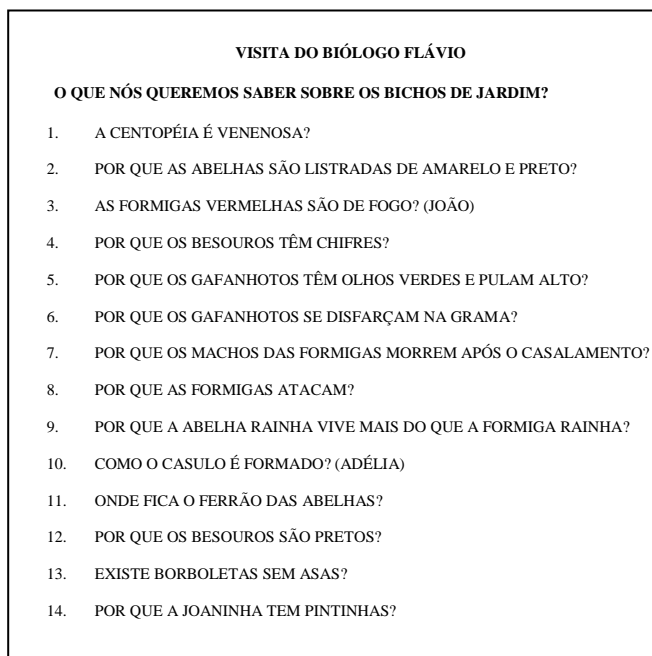 VISITA DO BIÓLOGO FLÁVIO
O QUE NÓS QUEREMOS SABER SOBRE OS BICHOS DE JARDIM?
1. A CENTOPÉIA É VENENOSA?
2. POR QUE AS ABELHAS SÃO LISTRADAS DE AMARELO E PRETO?
3. AS FORMIGAS VERMELHAS SÃO DE FOGO? (JOÃO)
4. POR QUE OS BESOUROS TÊM CHIFRES?
5. POR QUE OS GAFANHOTOS TÊM OLHOS VERDES E PULAM ALTO?
6. POR QUE OS GAFANHOTOS SE DISFARÇAM NA GRAMA?
7. POR QUE OS MACHOS DAS FORMIGAS MORREM APÓS O CASALAMENTO?
8. POR QUE AS FORMIGAS ATACAM?
9. POR QUE A ABELHA RAINHA VIVE MAIS DO QUE A FORMIGA RAINHA?
10. COMO O CASULO É FORMADO? (ADÉLIA)
11. ONDE FICA O FERRÃO DAS ABELHAS?
12. POR QUE OS BESOUROS SÃO PRETOS?
13. EXISTE BORBOLETAS SEM ASAS?
14. POR QUE A JOANINHA TEM PINTINHAS?